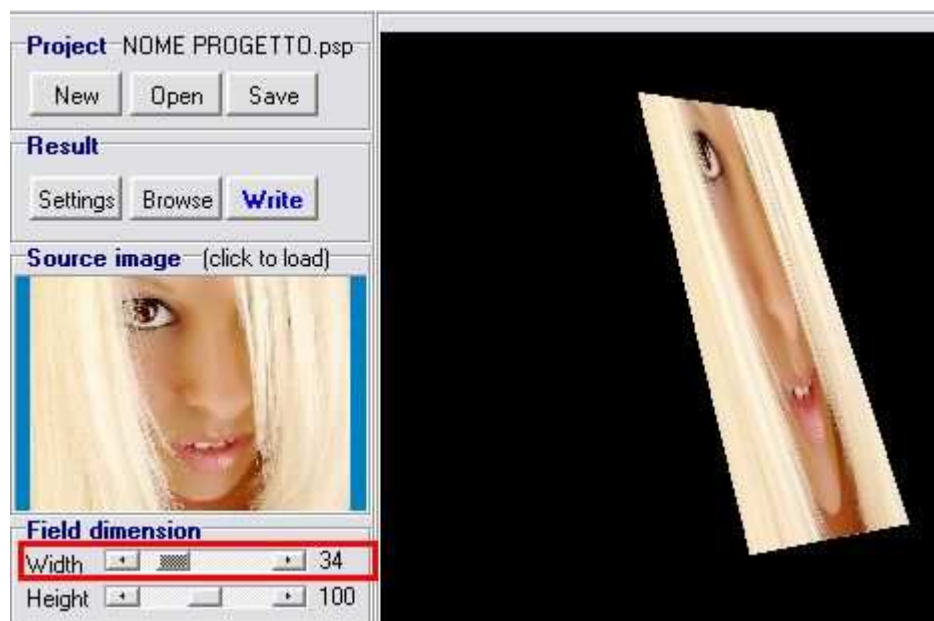 Project NOME PROGETTO.psp
New Open Save
Result
Settings Browse Write
Source image (click to load)
Field dimension
Width 34
Height 100